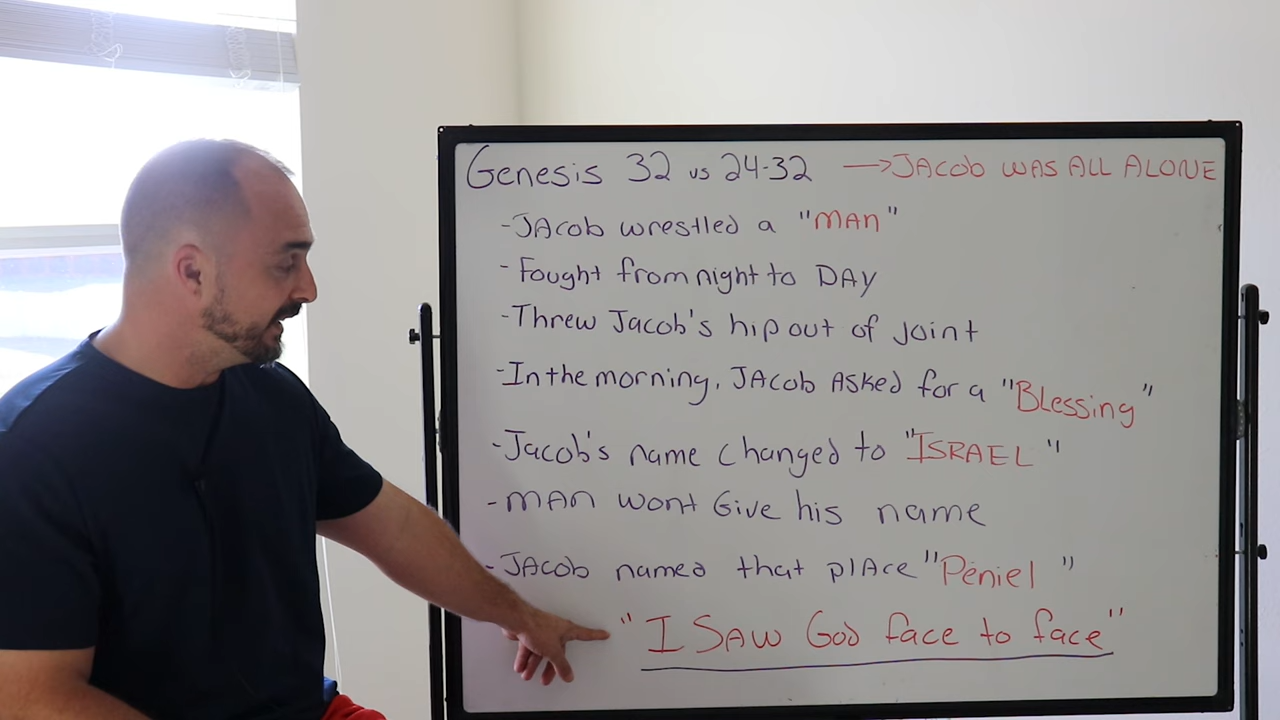 Genesis 32 vs 24-32 →JACOB WAS ALL ALONE
-JAcob wrestled a "MAN"
-Fought from night to DAY
-Threw Jacob's hip out of joint
-In the morning, JAcob Asked for a "Blessing"
-Jacob's name changed to "ISRAEL"
-MAN wont Give his name
-JAcob named that plAce "Peniel"
"I SAW GOD face to face"